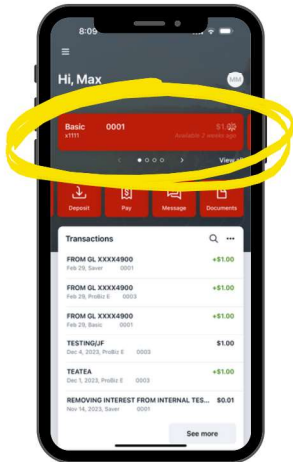 8:09
Hi, Max
MM
Basic 0001 $1.00
x1111 Available 2 weeks ago
View all
Deposit Pay Message Documents
Transactions
FROM GL XXXX4900 +$1.00
Feb 29, Saver 0001
FROM GL XXXX4900 +$1.00
Feb 29, ProBiz E 0003
FROM GL XXXX4900 +$1.00
Feb 29, Basic 0001
TESTING/JF $1.00
Dec 4, 2023, ProBiz E 0003
TEATEA +$1.00
Dec 1, 2023, ProBiz E 0003
REMOVING INTEREST FROM INTERNAL TES... $0.01
Nov 14, 2023, Saver 0001
See more